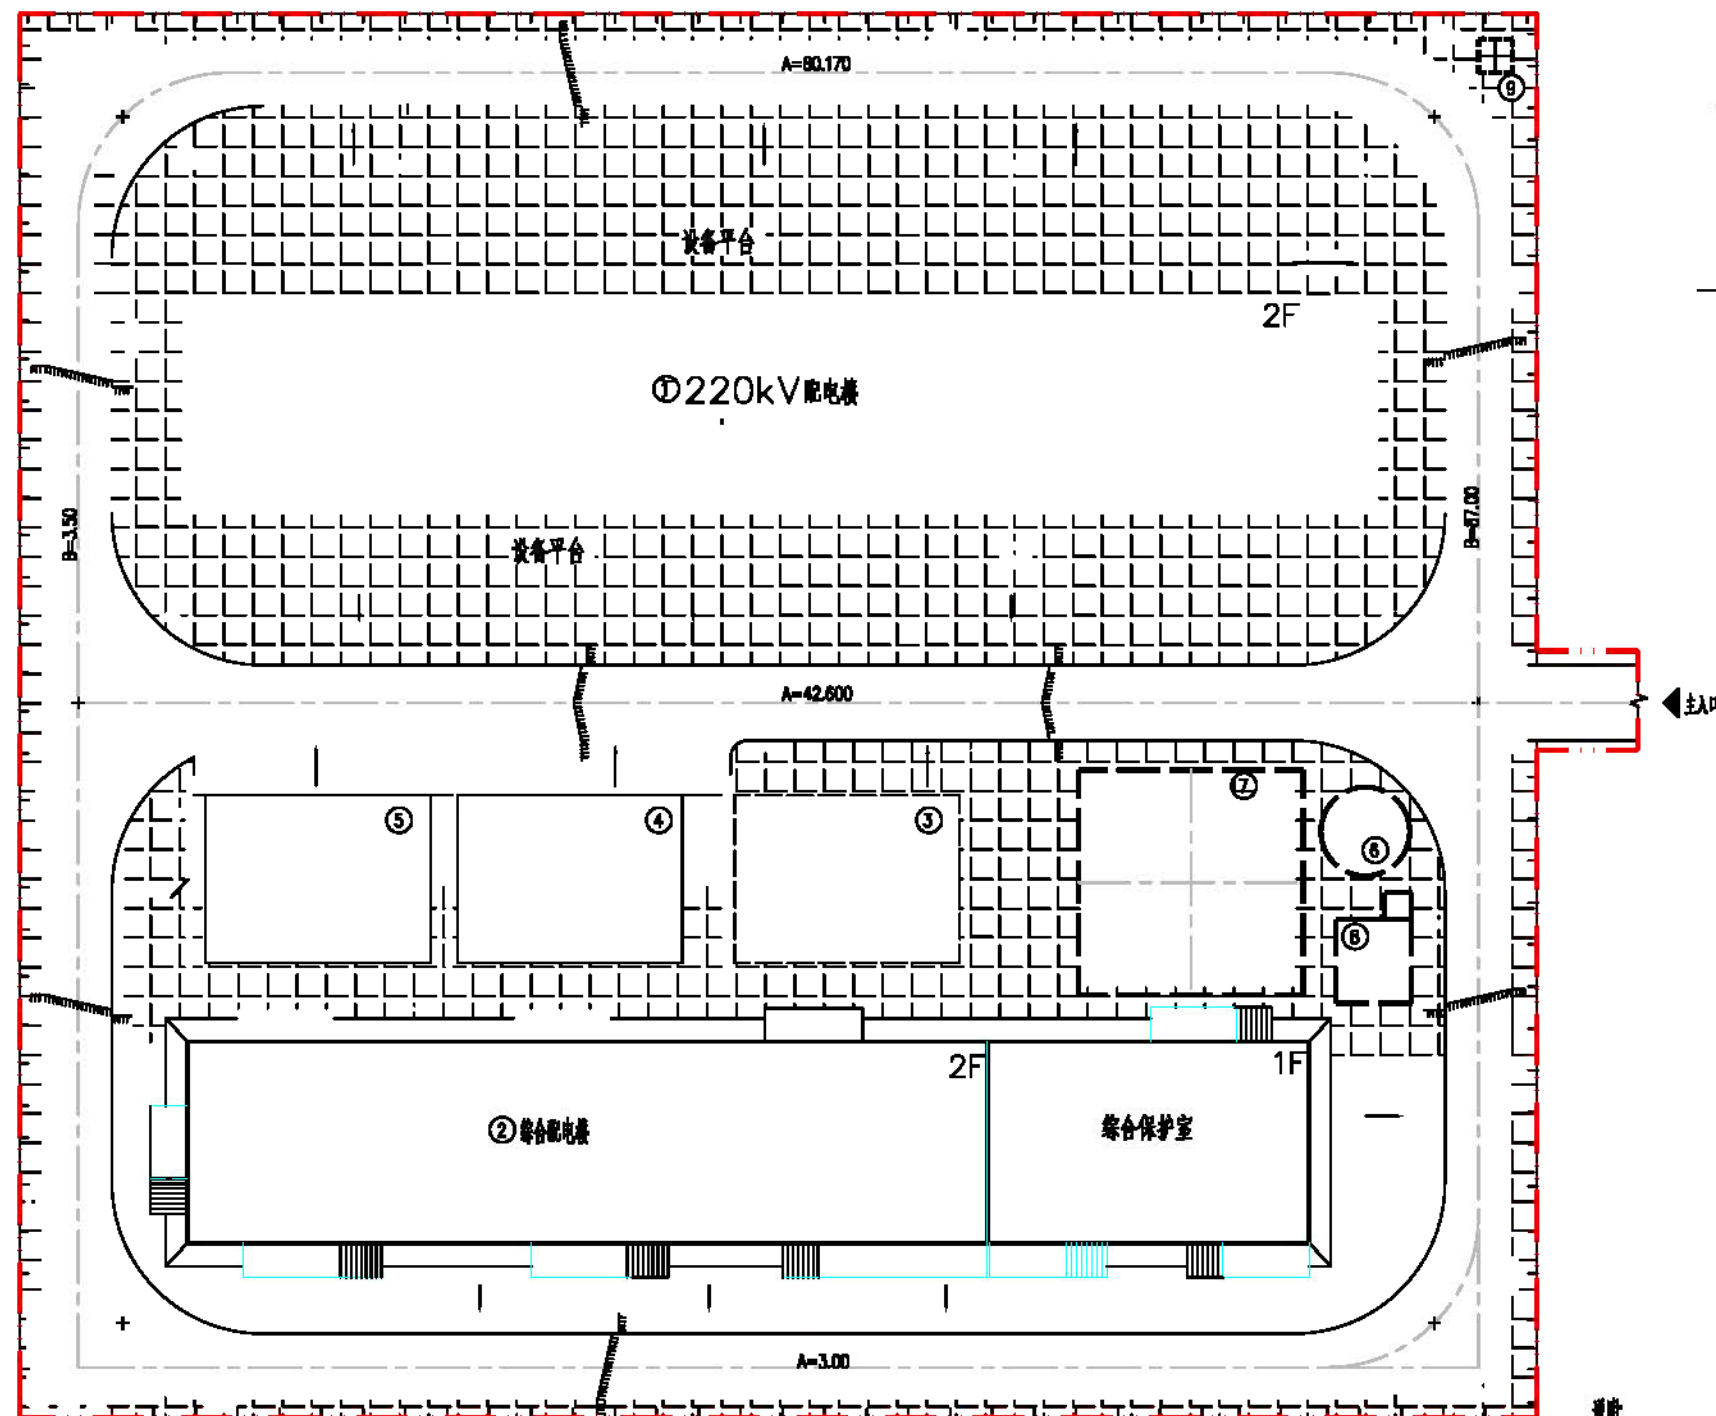 A=80.170
⑨
设备平台
2F
①220kV配电楼
B=3.50
B=87.00
设备平台
A=42.600
主入口
⑤
④
③
⑦
⑥
⑧
2F
1F
②综合配电楼
综合保护室
A=3.00